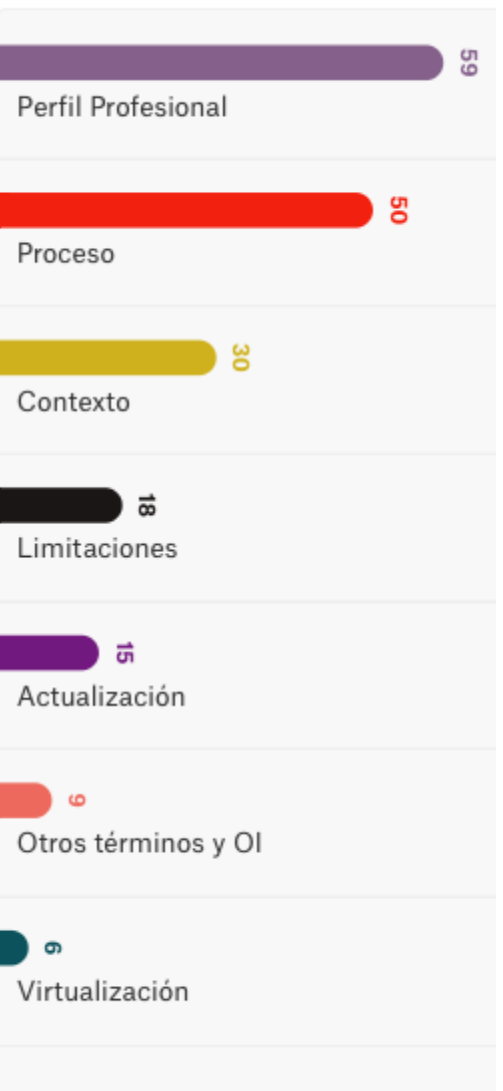 59
Perfil Profesional
50
Proceso
30
Contexto
18
Limitaciones
15
Actualización
9
Otros términos y OI
6
Virtualización